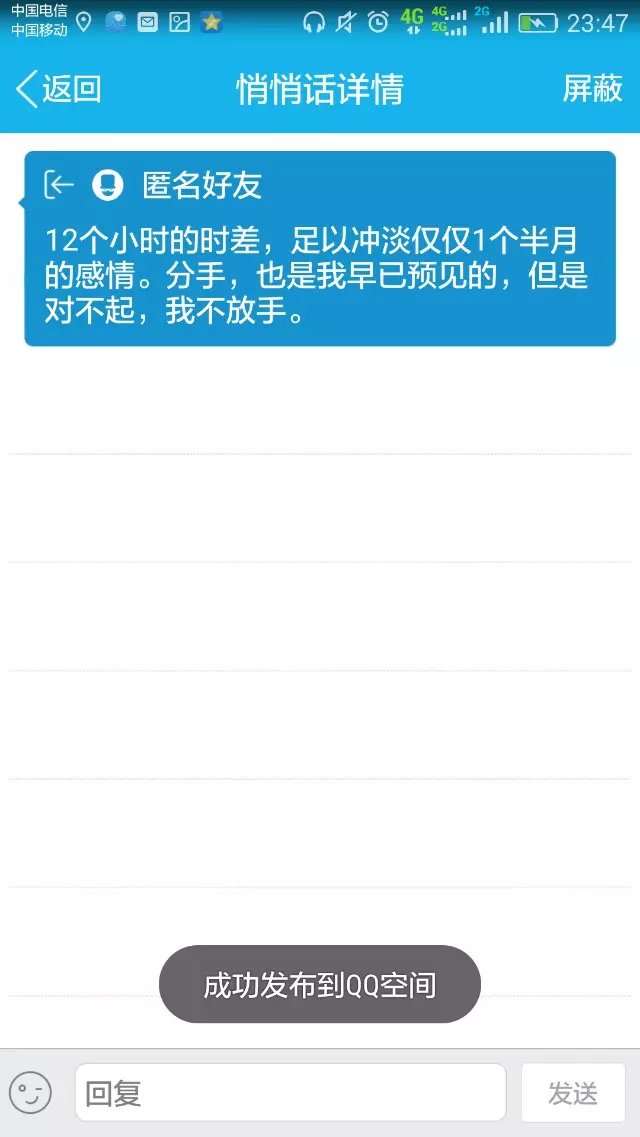 中国电信
中国移动
4G
4G
2G
2G
23:47
返回
悄悄话详情
屏蔽
匿名好友
12个小时的时差，足以冲淡仅仅1个半月
的感情。分手，也是我早已预见的，但是
对不起，我不放手。
成功发布到QQ空间
回复
发送